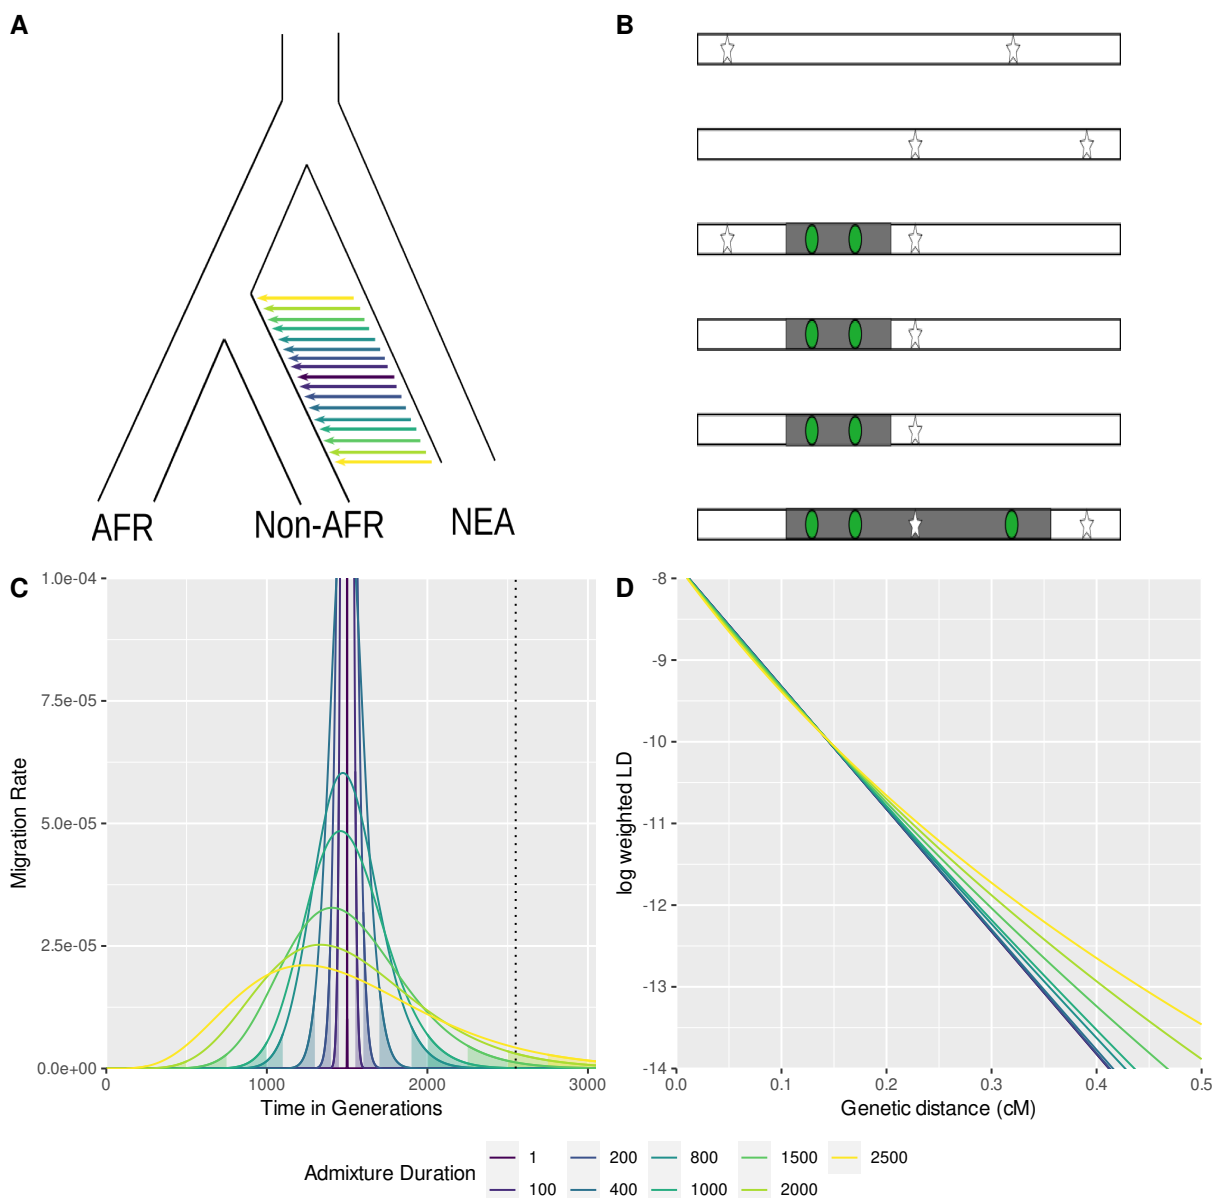 A
B
AFR
Non-AFR
NEA
C
1.0e-04
7.5e-05
5.0e-05
2.5e-05
0.0e+00
Migration Rate
0
1000
2000
3000
Time in Generations
D
-8
-9
-10
-11
-12
-13
-14
log weighted LD
0.0
0.1
0.2
0.3
0.4
0.5
Genetic distance (cM)
Admixture Duration
1
200
800
1500
2500
100
400
1000
2000